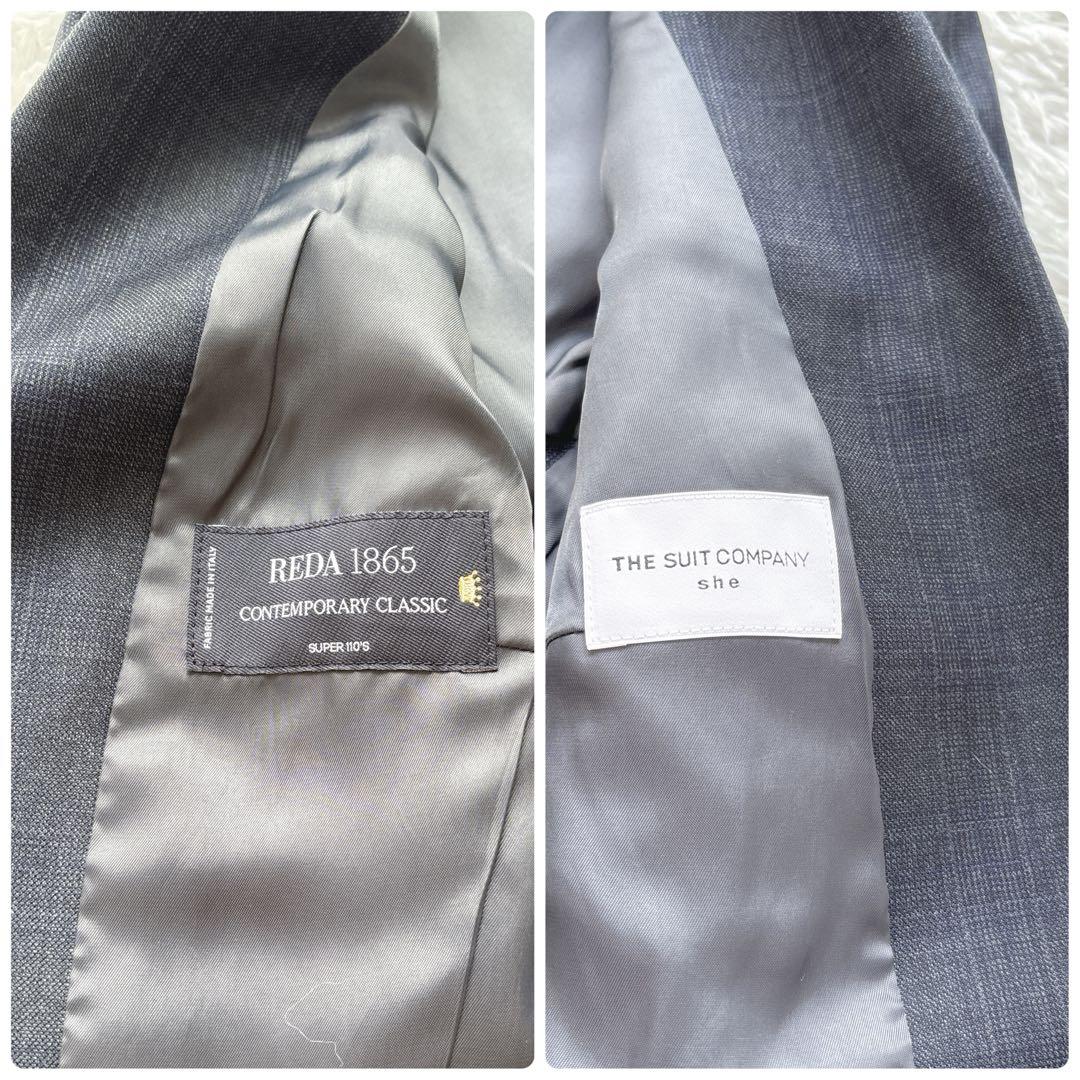 FABRIC MADE IN ITALY
REDA 1865
CONTEMPORARY CLASSIC
SUPER 110'S
THE SUIT COMPANY
she